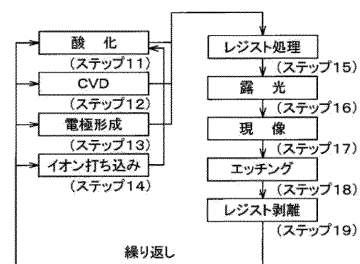 酸 化
(ステップ11)
CVD
(ステップ12)
電極形成
(ステップ13)
イオン打ち込み
(ステップ14)
レジスト処理
(ステップ15)
露 光
(ステップ16)
現 像
(ステップ17)
エッチング
(ステップ18)
レジスト剥離
(ステップ19)
繰り返し